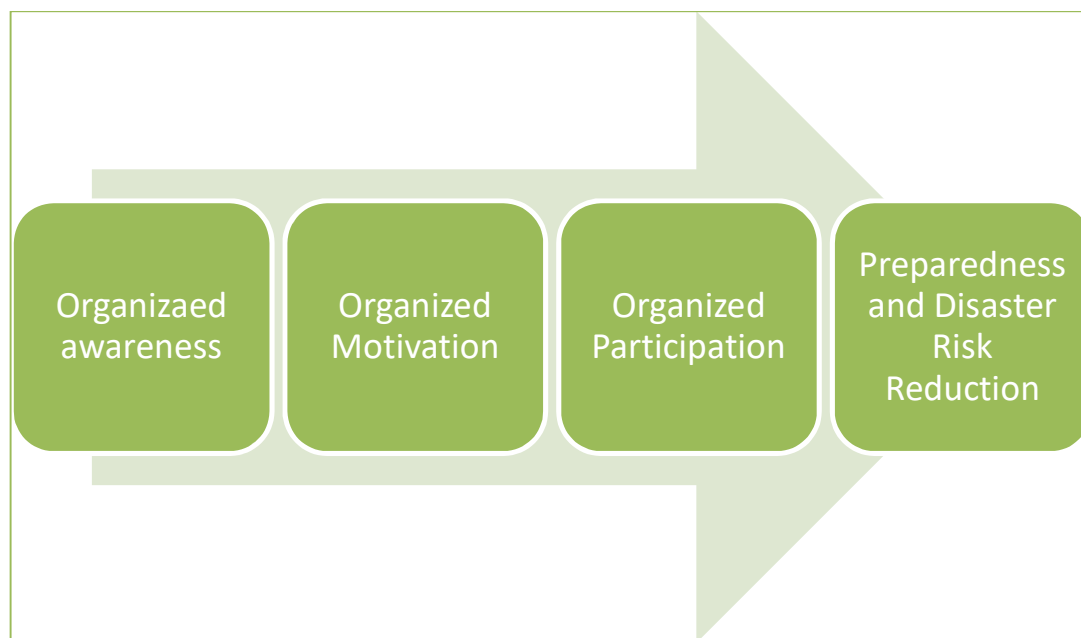 Organizaed
awareness
Organized
Motivation
Organized
Participation
Preparedness
and Disaster
Risk
Reduction